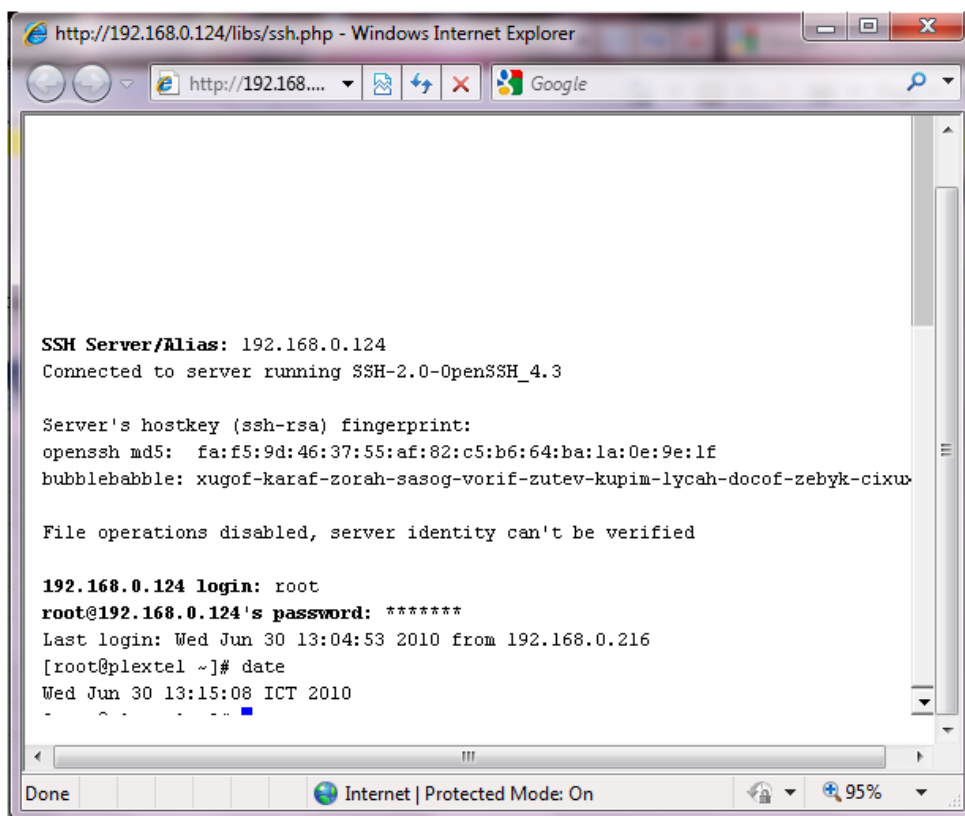 http://192.168.0.124/libs/ssh.php - Windows Internet Explorer
http://192.168.... Google
SSH Server/Alias: 192.168.0.124
Connected to server running SSH-2.0-OpenSSH_4.3
Server's hostkey (ssh-rsa) fingerprint:
openssh md5: fa:f5:9d:46:37:55:af:82:c5:b6:64:ba:1a:0e:9e:1f
bubblebabble: xugof-karaf-zorah-sasog-vorif-zutev-kupim-lycah-docof-zebyk-cixux
File operations disabled, server identity can't be verified
192.168.0.124 login: root
root@192.168.0.124's password: *******
Last login: Wed Jun 30 13:04:53 2010 from 192.168.0.216
[root@plextel ~]# date
Wed Jun 30 13:15:08 ICT 2010
Done Internet | Protected Mode: On 95%